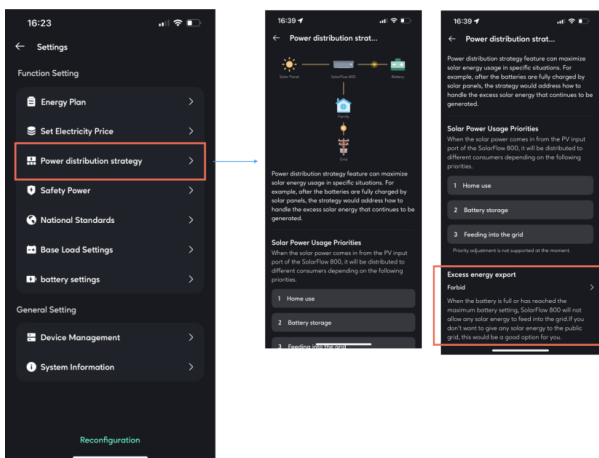 16:23
Settings
Function Setting
Energy Plan
Set Electricity Price
Power distribution strategy
Safety Power
National Standards
Base Load Settings
battery settings
General Setting
Device Management
System Information
Reconfiguration
16:39
Power distribution strat...
Solar Panel
SolarFlow 800
Battery
Family
Grid
Power distribution strategy feature can maximize
solar energy usage in specific situations. For
example, after the batteries are fully charged by
solar panels, the strategy would address how to
handle the excess solar energy that continues to be
generated.
Solar Power Usage Priorities
When the solar power comes in from the PV input
part of the SolarFlow 800, it will be distributed to
different consumers depending on the following
priorities.
1 Home use
2 Battery storage
3 Feeding into the grid
16:39
Power distribution strat...
Power distribution strategy feature can maximize
solar energy usage in specific situations. For
example, after the batteries are fully charged by
solar panels, the strategy would address how to
handle the excess solar energy that continues to be
generated.
Solar Power Usage Priorities
When the solar power comes in from the PV input
part of the SolarFlow 800, it will be distributed to
different consumers depending on the following
priorities.
1 Home use
2 Battery storage
3 Feeding into the grid
Priority adjustment is not supported at the moment.
Excess energy export
Forbid
When the battery is full or has reached the
maximum battery setting, SolarFlow 800 will not
allow any solar energy to feed into the grid.If you
don't want to give any solar energy to the public
grid, this would be a good option for you.